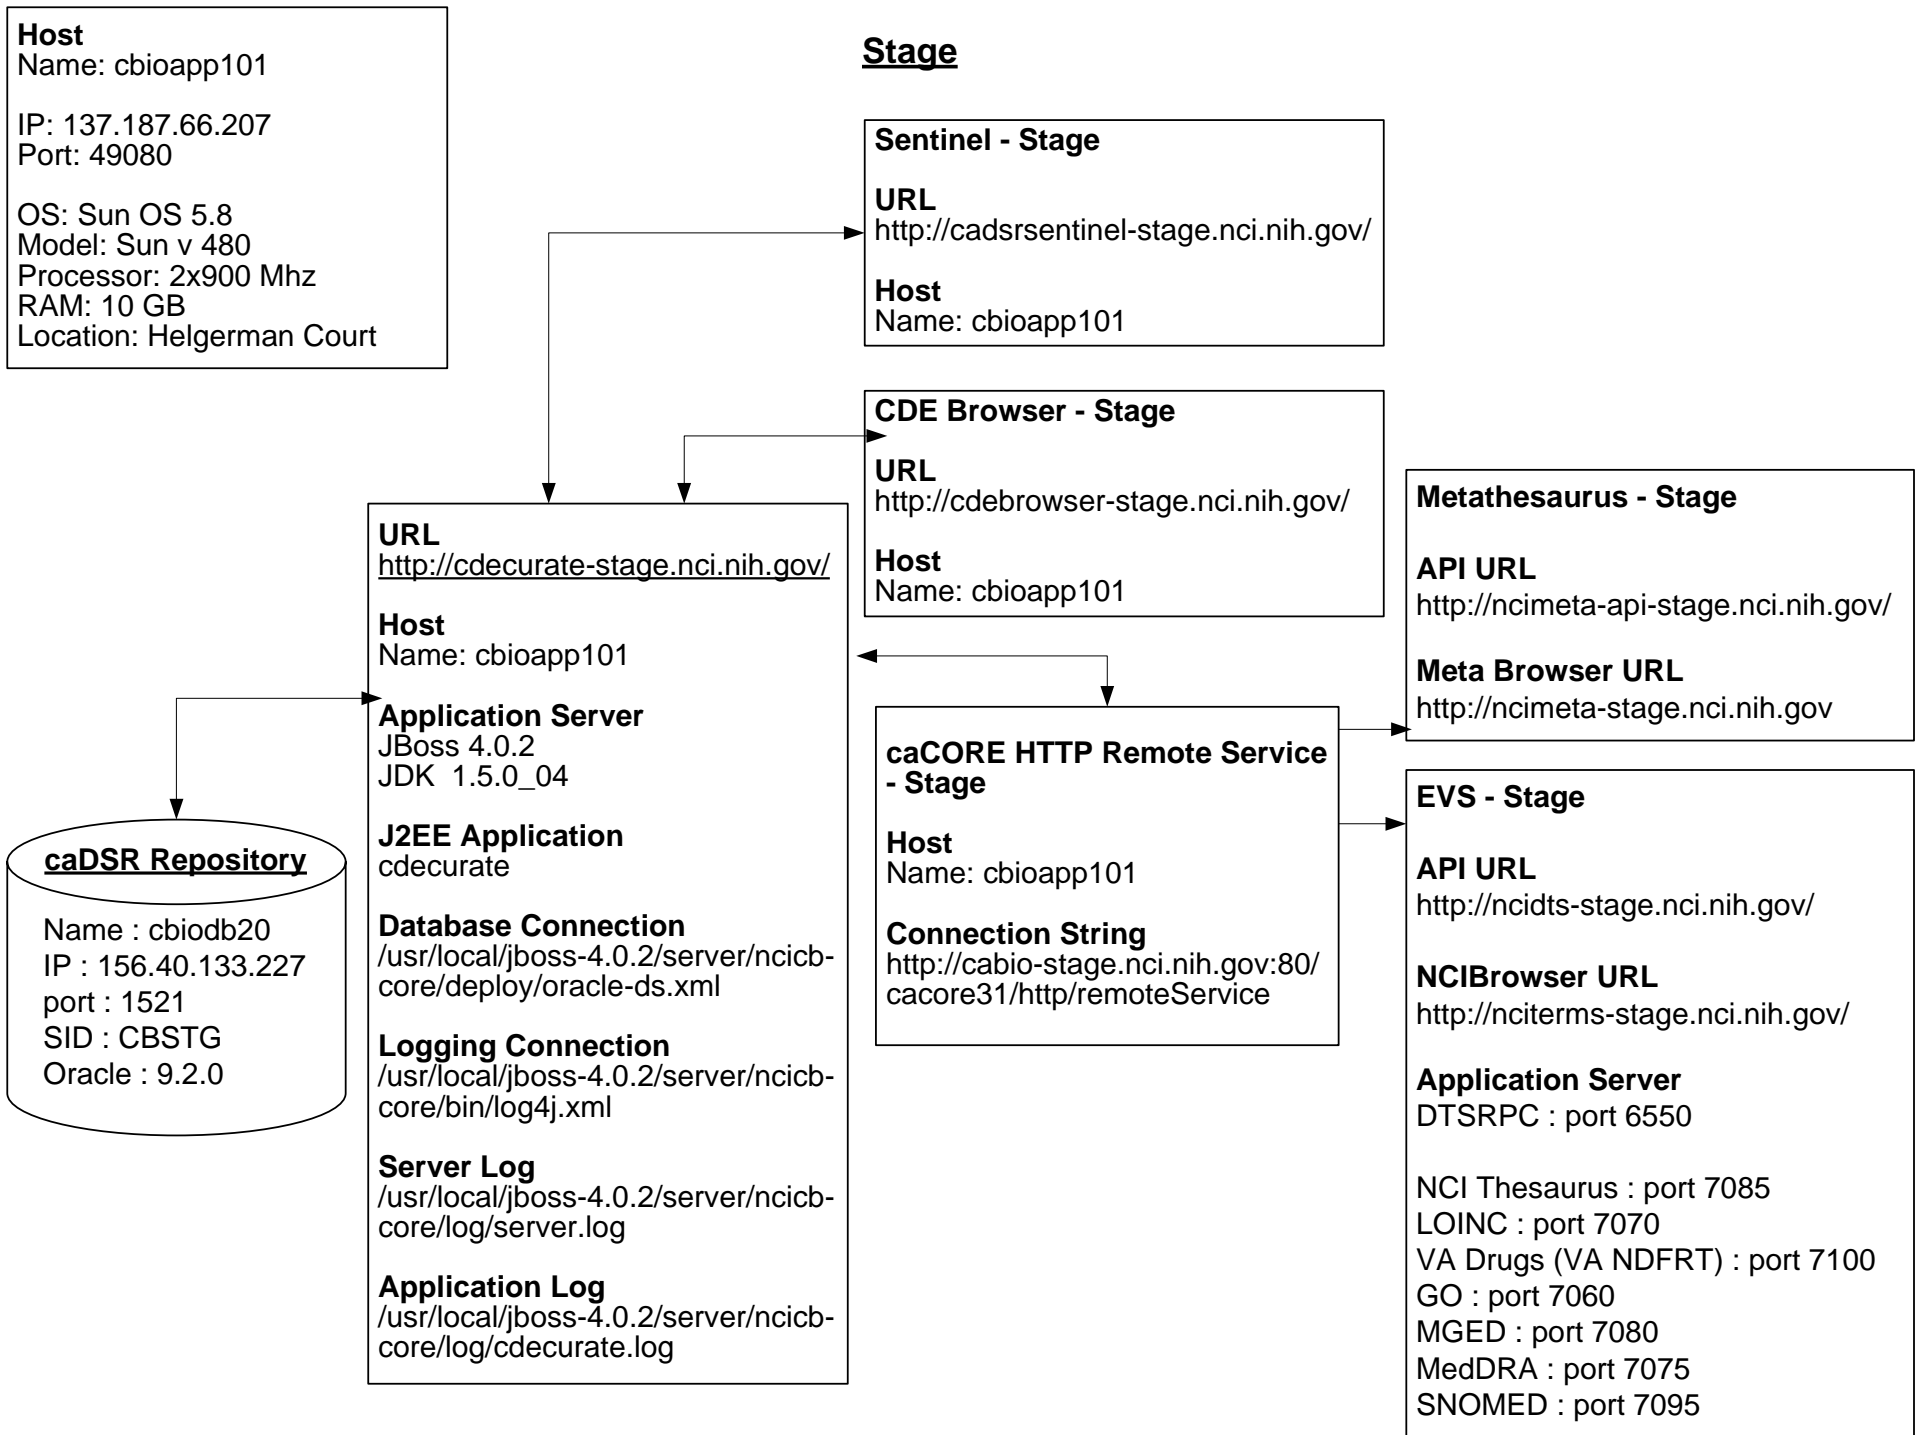 Host
Name: cbioapp101
IP: 137.187.66.207
Port: 49080
OS: Sun OS 5.8
Model: Sun v 480
Processor: 2x900 Mhz
RAM: 10 GB
Location: Helgerman Court
Stage
Sentinel - Stage
URL
http://cadsrsentinel-stage.nci.nih.gov/
Host
Name: cbioapp101
CDE Browser - Stage
URL
http://cdebrowser-stage.nci.nih.gov/
Host
Name: cbioapp101
URL
http://cdecurate-stage.nci.nih.gov/
Host
Name: cbioapp101
Application Server
JBoss 4.0.2
JDK  1.5.0_04
J2EE Application
cdecurate
Database Connection
/usr/local/jboss-4.0.2/server/ncicb-
core/deploy/oracle-ds.xml
Logging Connection
/usr/local/jboss-4.0.2/server/ncicb-
core/bin/log4j.xml
Server Log
/usr/local/jboss-4.0.2/server/ncicb-
core/log/server.log
Application Log
/usr/local/jboss-4.0.2/server/ncicb-
core/log/cdecurate.log
caDSR Repository
Name : cbiodb20
IP : 156.40.133.227
port : 1521
SID : CBSTG
Oracle : 9.2.0
caCORE HTTP Remote Service
- Stage
Host
Name: cbioapp101
Connection String
http://cabio-stage.nci.nih.gov:80/
cacore31/http/remoteService
Metathesaurus - Stage
API URL
http://ncimeta-api-stage.nci.nih.gov/
Meta Browser URL
http://ncimeta-stage.nci.nih.gov
EVS - Stage
API URL
http://ncidts-stage.nci.nih.gov/
NCIBrowser URL
http://nciterms-stage.nci.nih.gov/
Application Server
DTSRPC : port 6550
NCI Thesaurus : port 7085
LOINC : port 7070
VA Drugs (VA NDFRT) : port 7100
GO : port 7060
MGED : port 7080
MedDRA : port 7075
SNOMED : port 7095